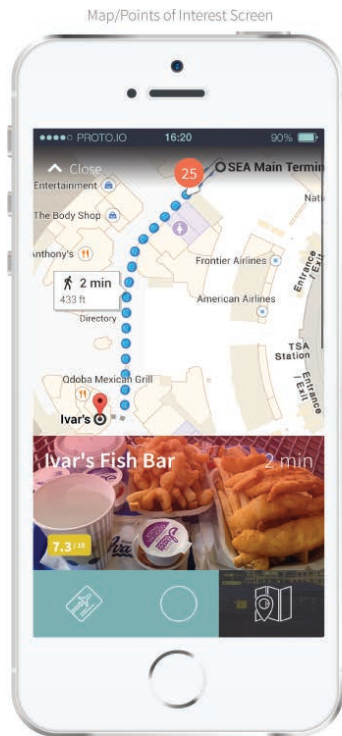 Map/Points of Interest Screen
PROTO.IO 16:20 90%
Close
25
SEA Main Termin
Entertainment
Natu
The Body Shop
Anthony's
Frontier Airlines
Entrance
/ Exit
2 min
433 ft
American Airlines
Directory
TSA
Station
Qdoba Mexican Grill
Entrance
/ Exit
Ivar's
Ivar's Fish Bar 2 min
7.3/10